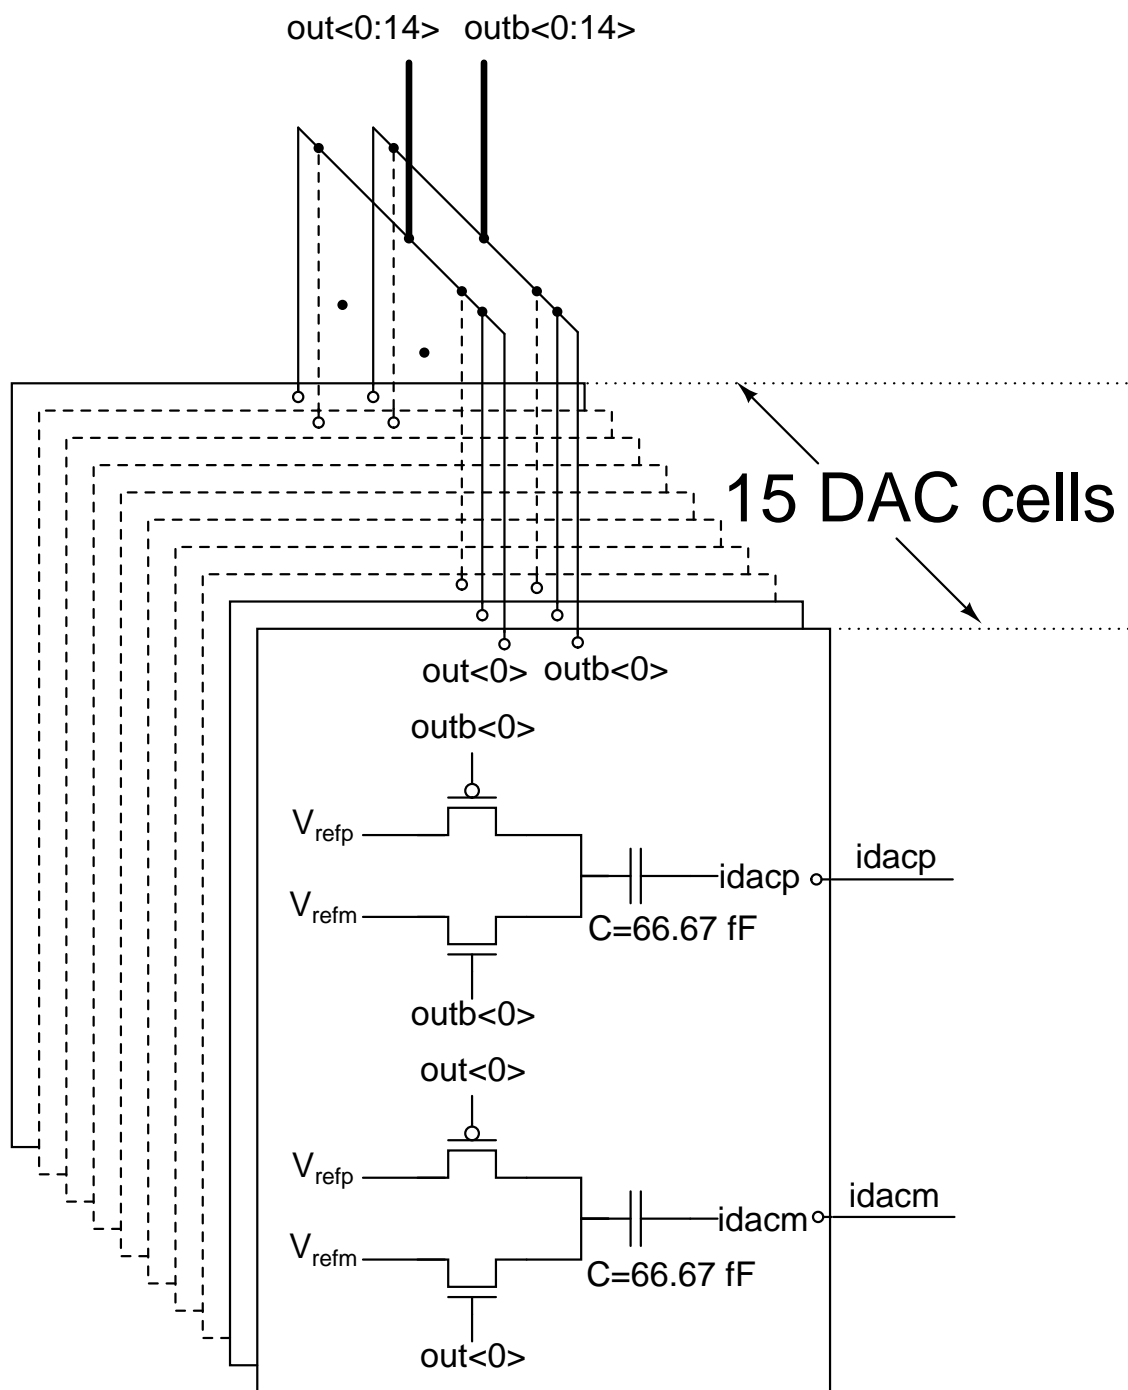 out<0:14> outb<0:14>
15 DAC cells
out<0> outb<0>
outb<0>
Vrefp
idacp idacp
Vrefm
C=66.67 fF
outb<0>
out<0>
Vrefp
idacm idacm
Vrefm
C=66.67 fF
out<0>